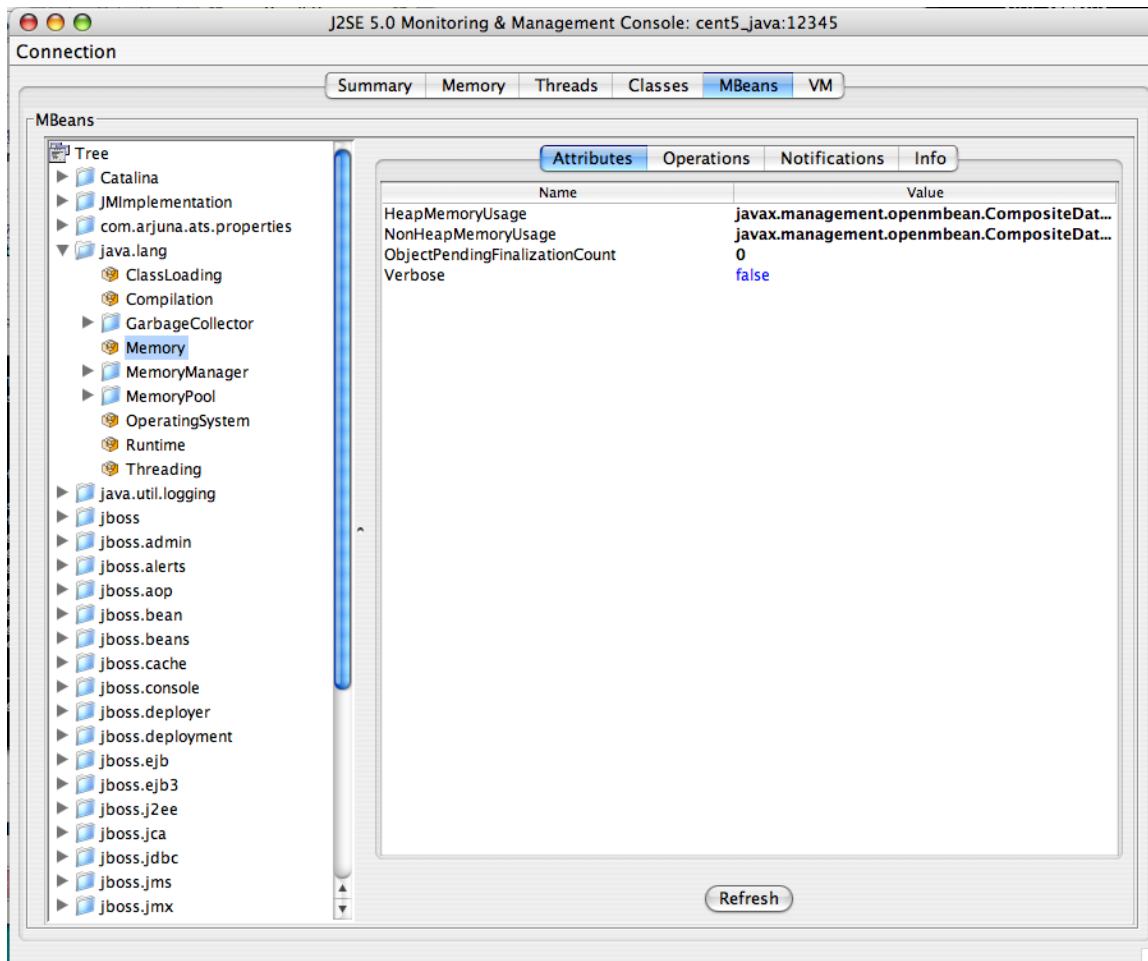 J2SE 5.0 Monitoring & Management Console: cent5_java:12345
Connection
Summary Memory Threads Classes MBeans VM
MBeans
Tree
Catalina
JMImplementation
com.arjuna.ats.properties
java.lang
ClassLoading
Compilation
GarbageCollector
Memory
MemoryManager
MemoryPool
OperatingSystem
Runtime
Threading
java.util.logging
jboss
jboss.admin
jboss.alerts
jboss.aop
jboss.bean
jboss.beans
jboss.cache
jboss.console
jboss.deployer
jboss.deployment
jboss.ejb
jboss.ejb3
jboss.j2ee
jboss.jca
jboss.jdbc
jboss.jms
jboss.jmx
Attributes Operations Notifications Info
Name Value
HeapMemoryUsage javax.management.openmbean.CompositeDat...
NonHeapMemoryUsage javax.management.openmbean.CompositeDat...
ObjectPendingFinalizationCount 0
Verbose false
Refresh